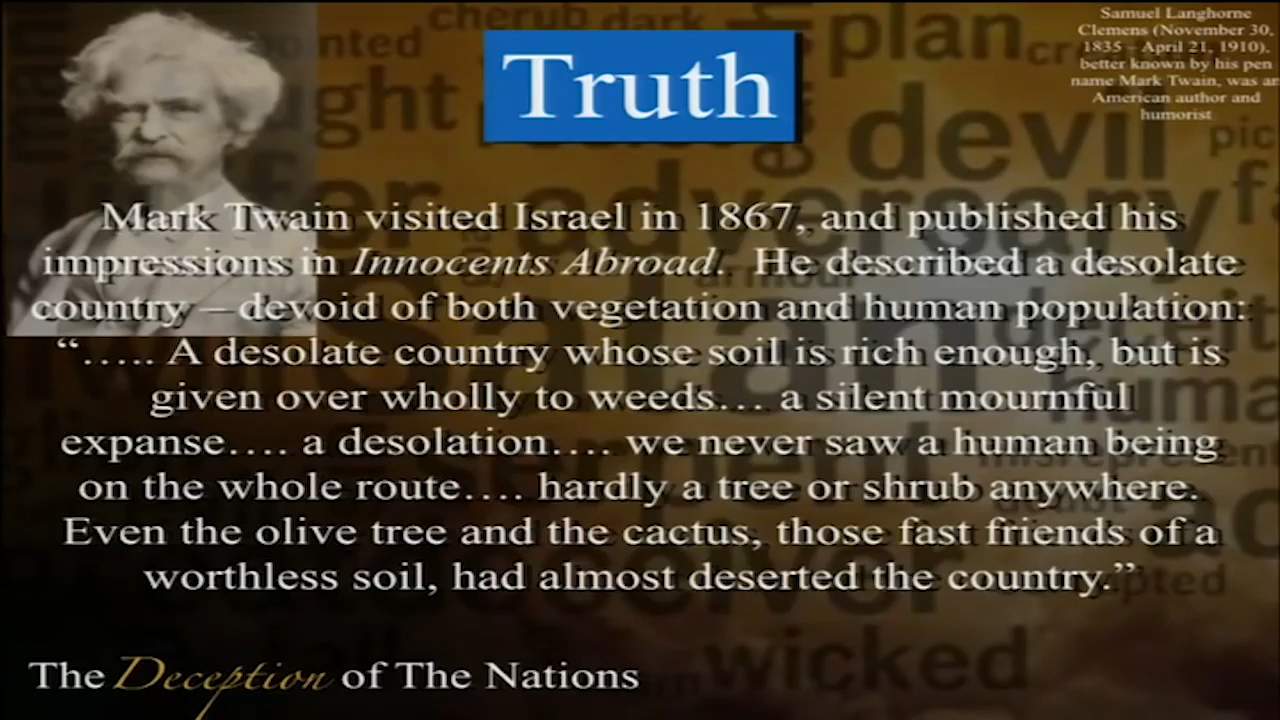 Truth
Samuel Langhorne
Clemens (November 30,
1835 – April 21, 1910),
better known by his pen
name Mark Twain, was an
American author and
humorist
cherub dark
plan
ght
devil
adversary
Mark Twain visited Israel in 1867, and published his
impressions in Innocents Abroad. He described a desolate
country – devoid of both vegetation and human population:
“..... A desolate country whose soil is rich enough, but is
given over wholly to weeds… a silent mournful
expanse…. a desolation…. we never saw a human being
on the whole route…. hardly a tree or shrub anywhere.
Even the olive tree and the cactus, those fast friends of a
worthless soil, had almost deserted the country.”
Satan
serpent
wicked
The Deception of The Nations